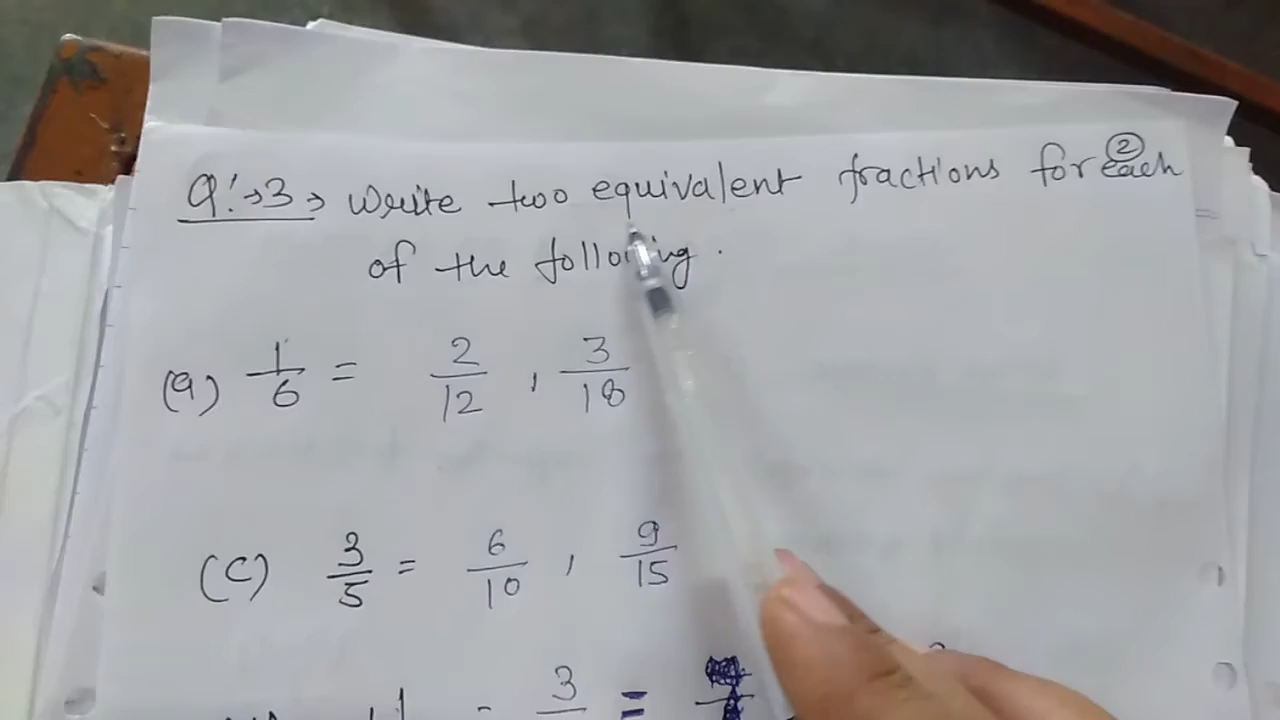 ②
Q:→3→ Write two equivalent fractions for each
of the following.
(a) 1/6 = 2/12 , 3/18
(c) 3/5 = 6/10 , 9/15
3 =